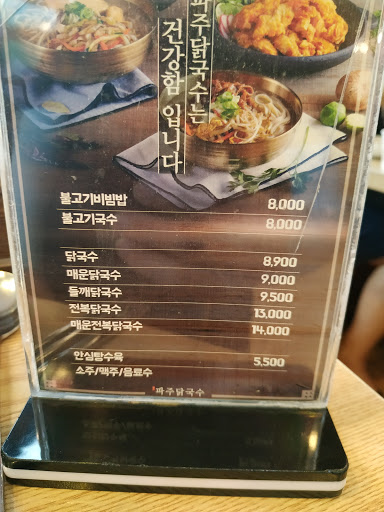 파주닭국수는
건강함 입니다
불고기비빔밥 8,000
불고기국수 8,000
닭국수 8,900
매운닭국수 9,000
들깨닭국수 9,500
전복닭국수 13,000
매운전복닭국수 14,000
안심탕수육 5,500
소주/맥주/음료수
파주닭국수